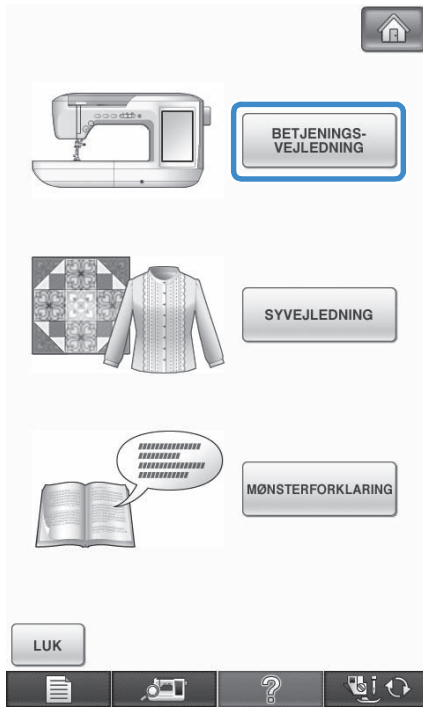 BETJENINGS-
VEJLEDNING
SYVEJLEDNING
MØNSTERFORKLARING
LUK